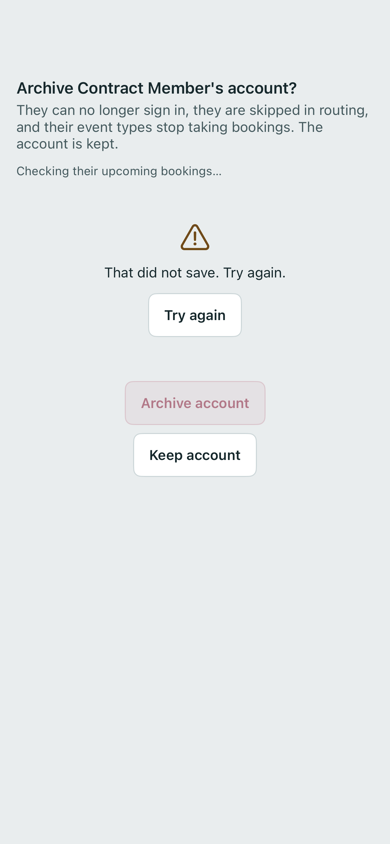 Archive Contract Member's account?
They can no longer sign in, they are skipped in routing,
and their event types stop taking bookings. The
account is kept.
Checking their upcoming bookings…
That did not save. Try again.
Try again
Archive account
Keep account